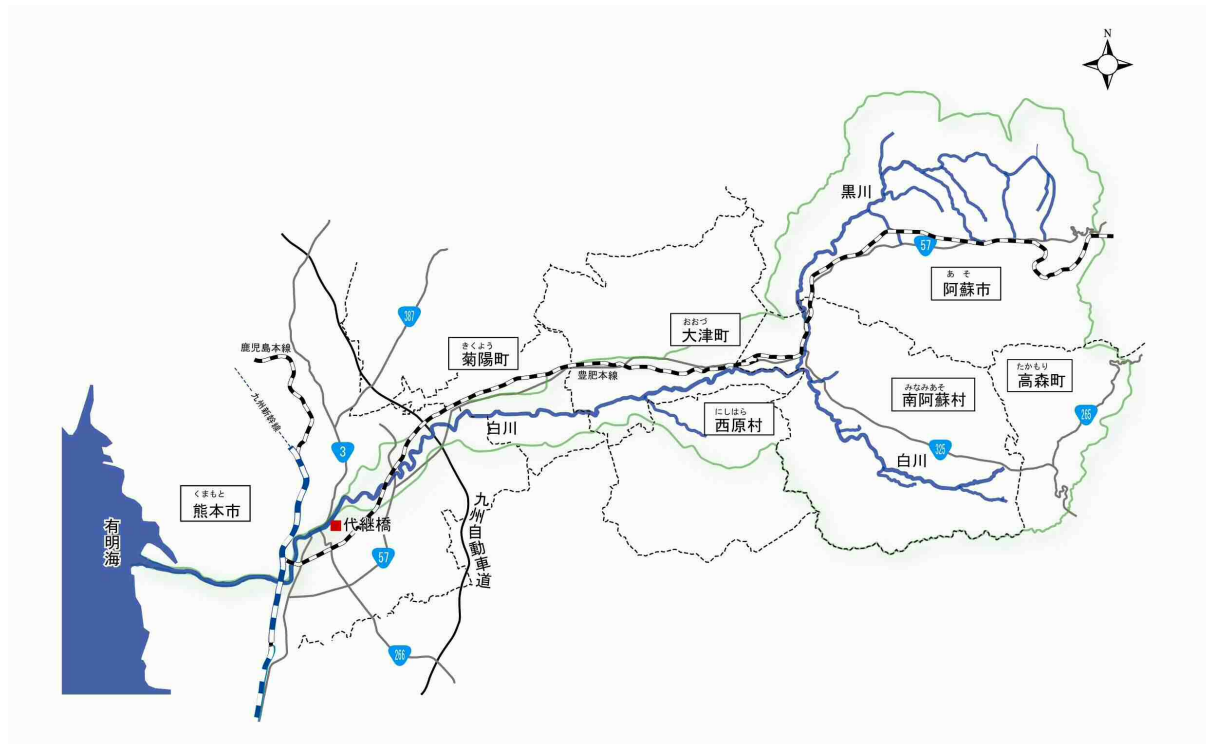 N
黒川
57
あ そ
阿蘇市
387
おおづ
大津町
きくよう
菊陽町
鹿児島本線
豊肥本線
たかもり
高森町
みなみあそ
南阿蘇村
265
九州新幹線
にしはら
西原村
白川
3
325
白川
くまもと
熊本市
代継橋
有明海
九州自動車道
57
266